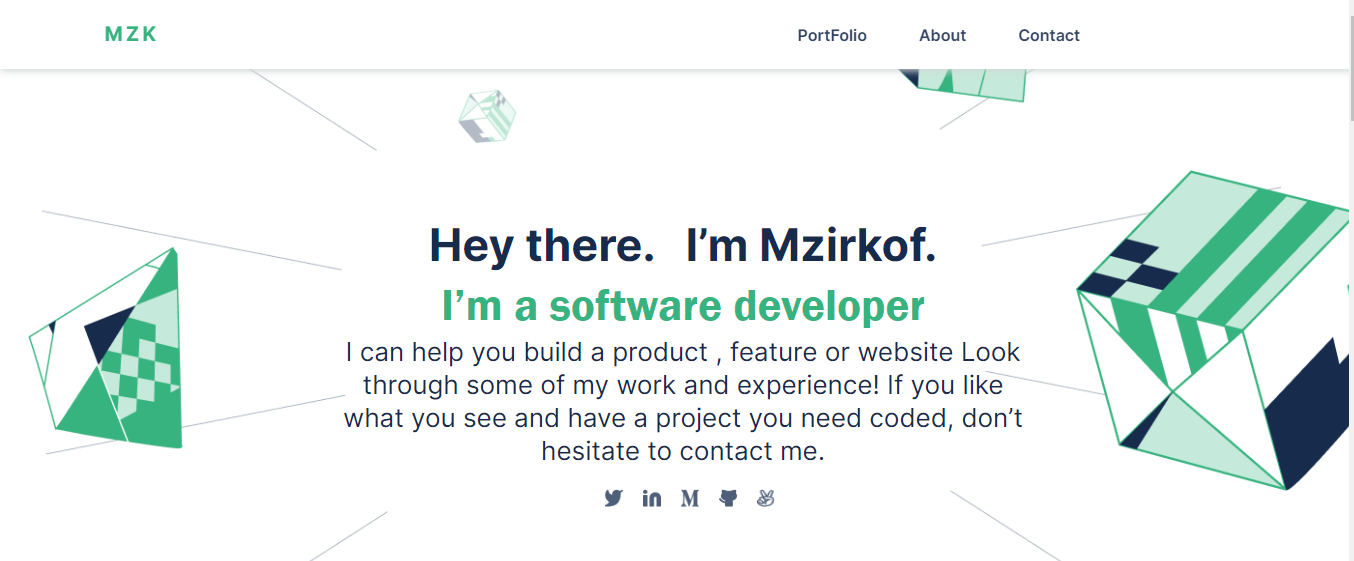 MZK
PortFolio About Contact
Hey there. I’m Mzirkof.
I’m a software developer
I can help you build a product , feature or website Look
through some of my work and experience! If you like
what you see and have a project you need coded, don’t
hesitate to contact me.